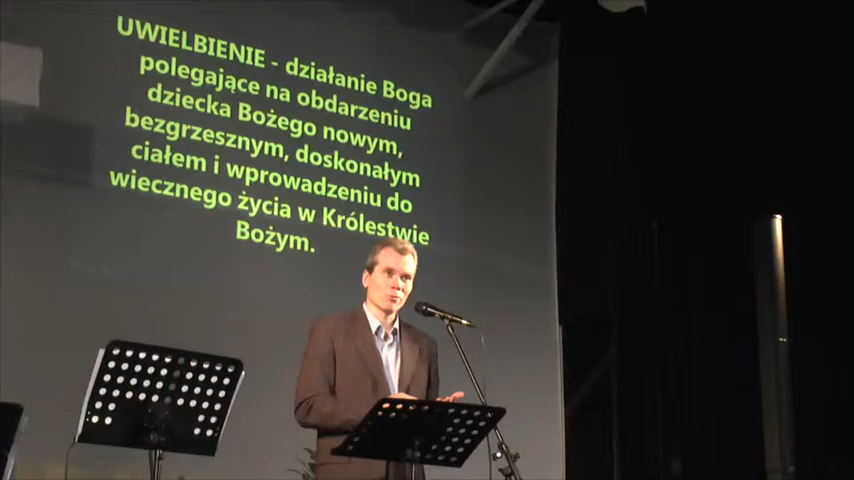 UWIELBIENIE - działanie Boga
polegające na obdarzeniu
dziecka Bożego nowym,
bezgrzesznym, doskonałym
ciałem i wprowadzeniu do
wiecznego życia w Królestwie
Bożym.